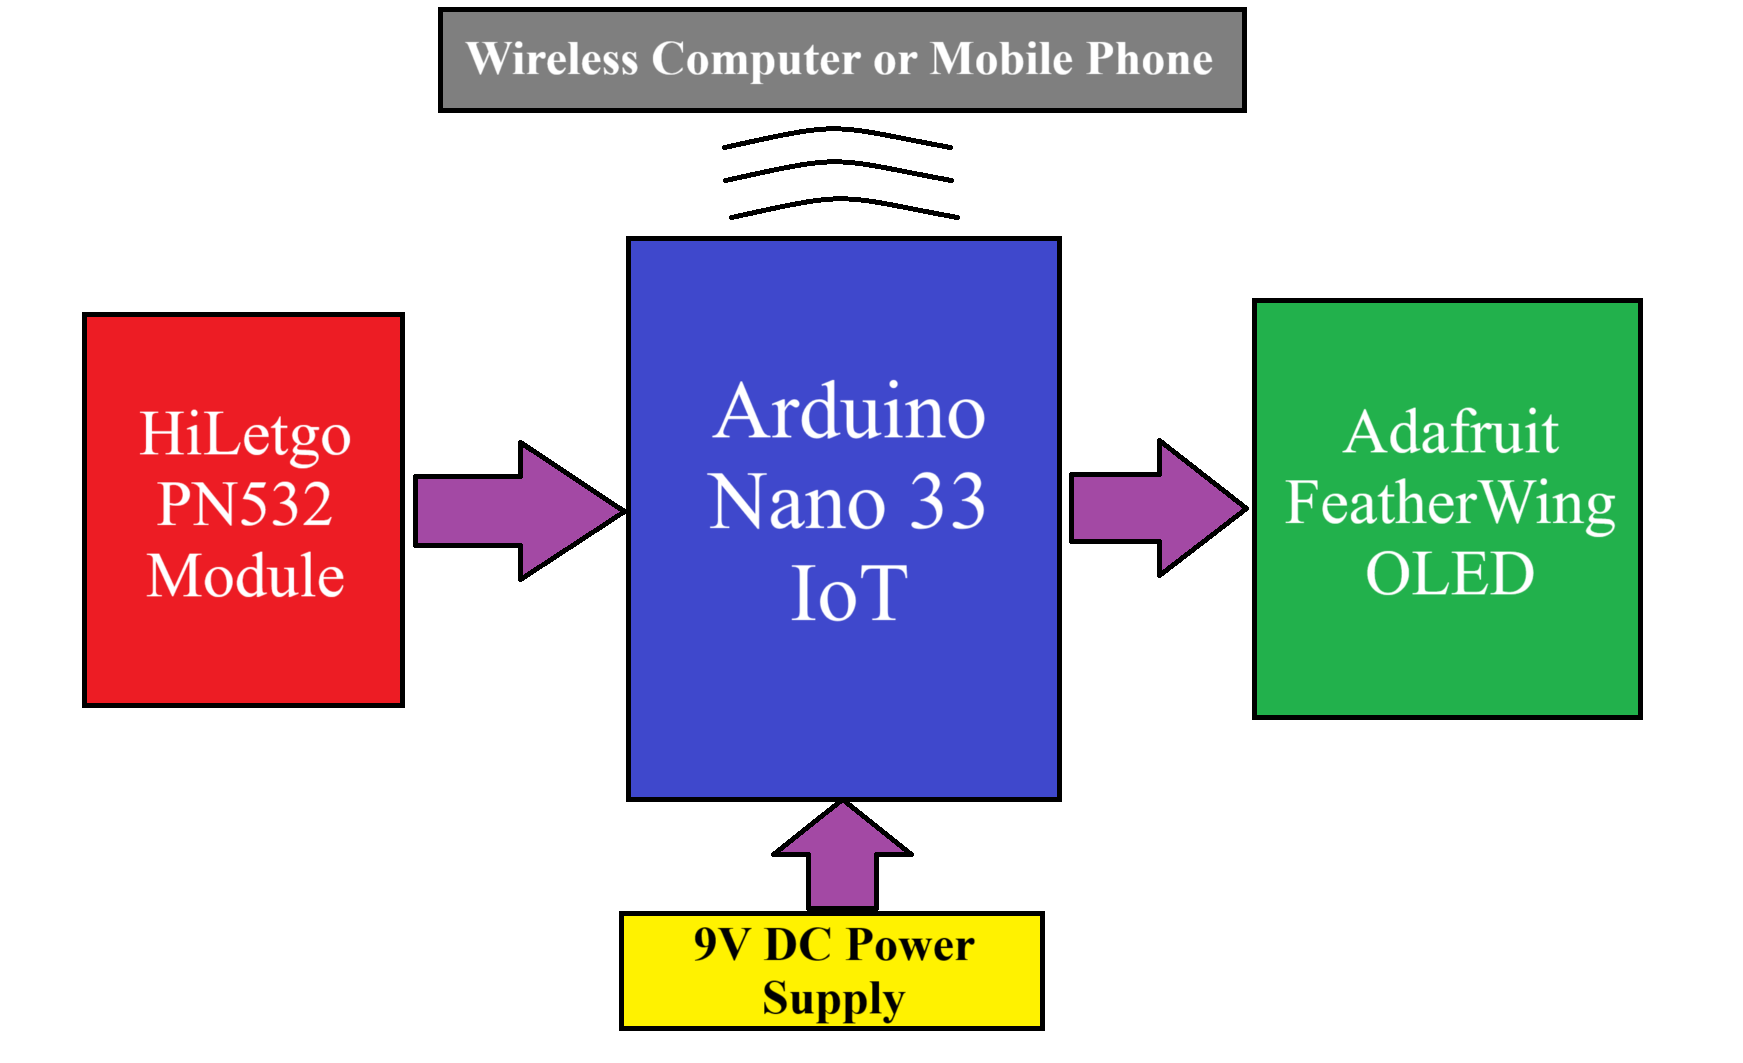 Wireless Computer or Mobile Phone
HiLetgo
PN532
Module
Arduino
Nano 33
IoT
Adafruit
FeatherWing
OLED
9V DC Power
Supply